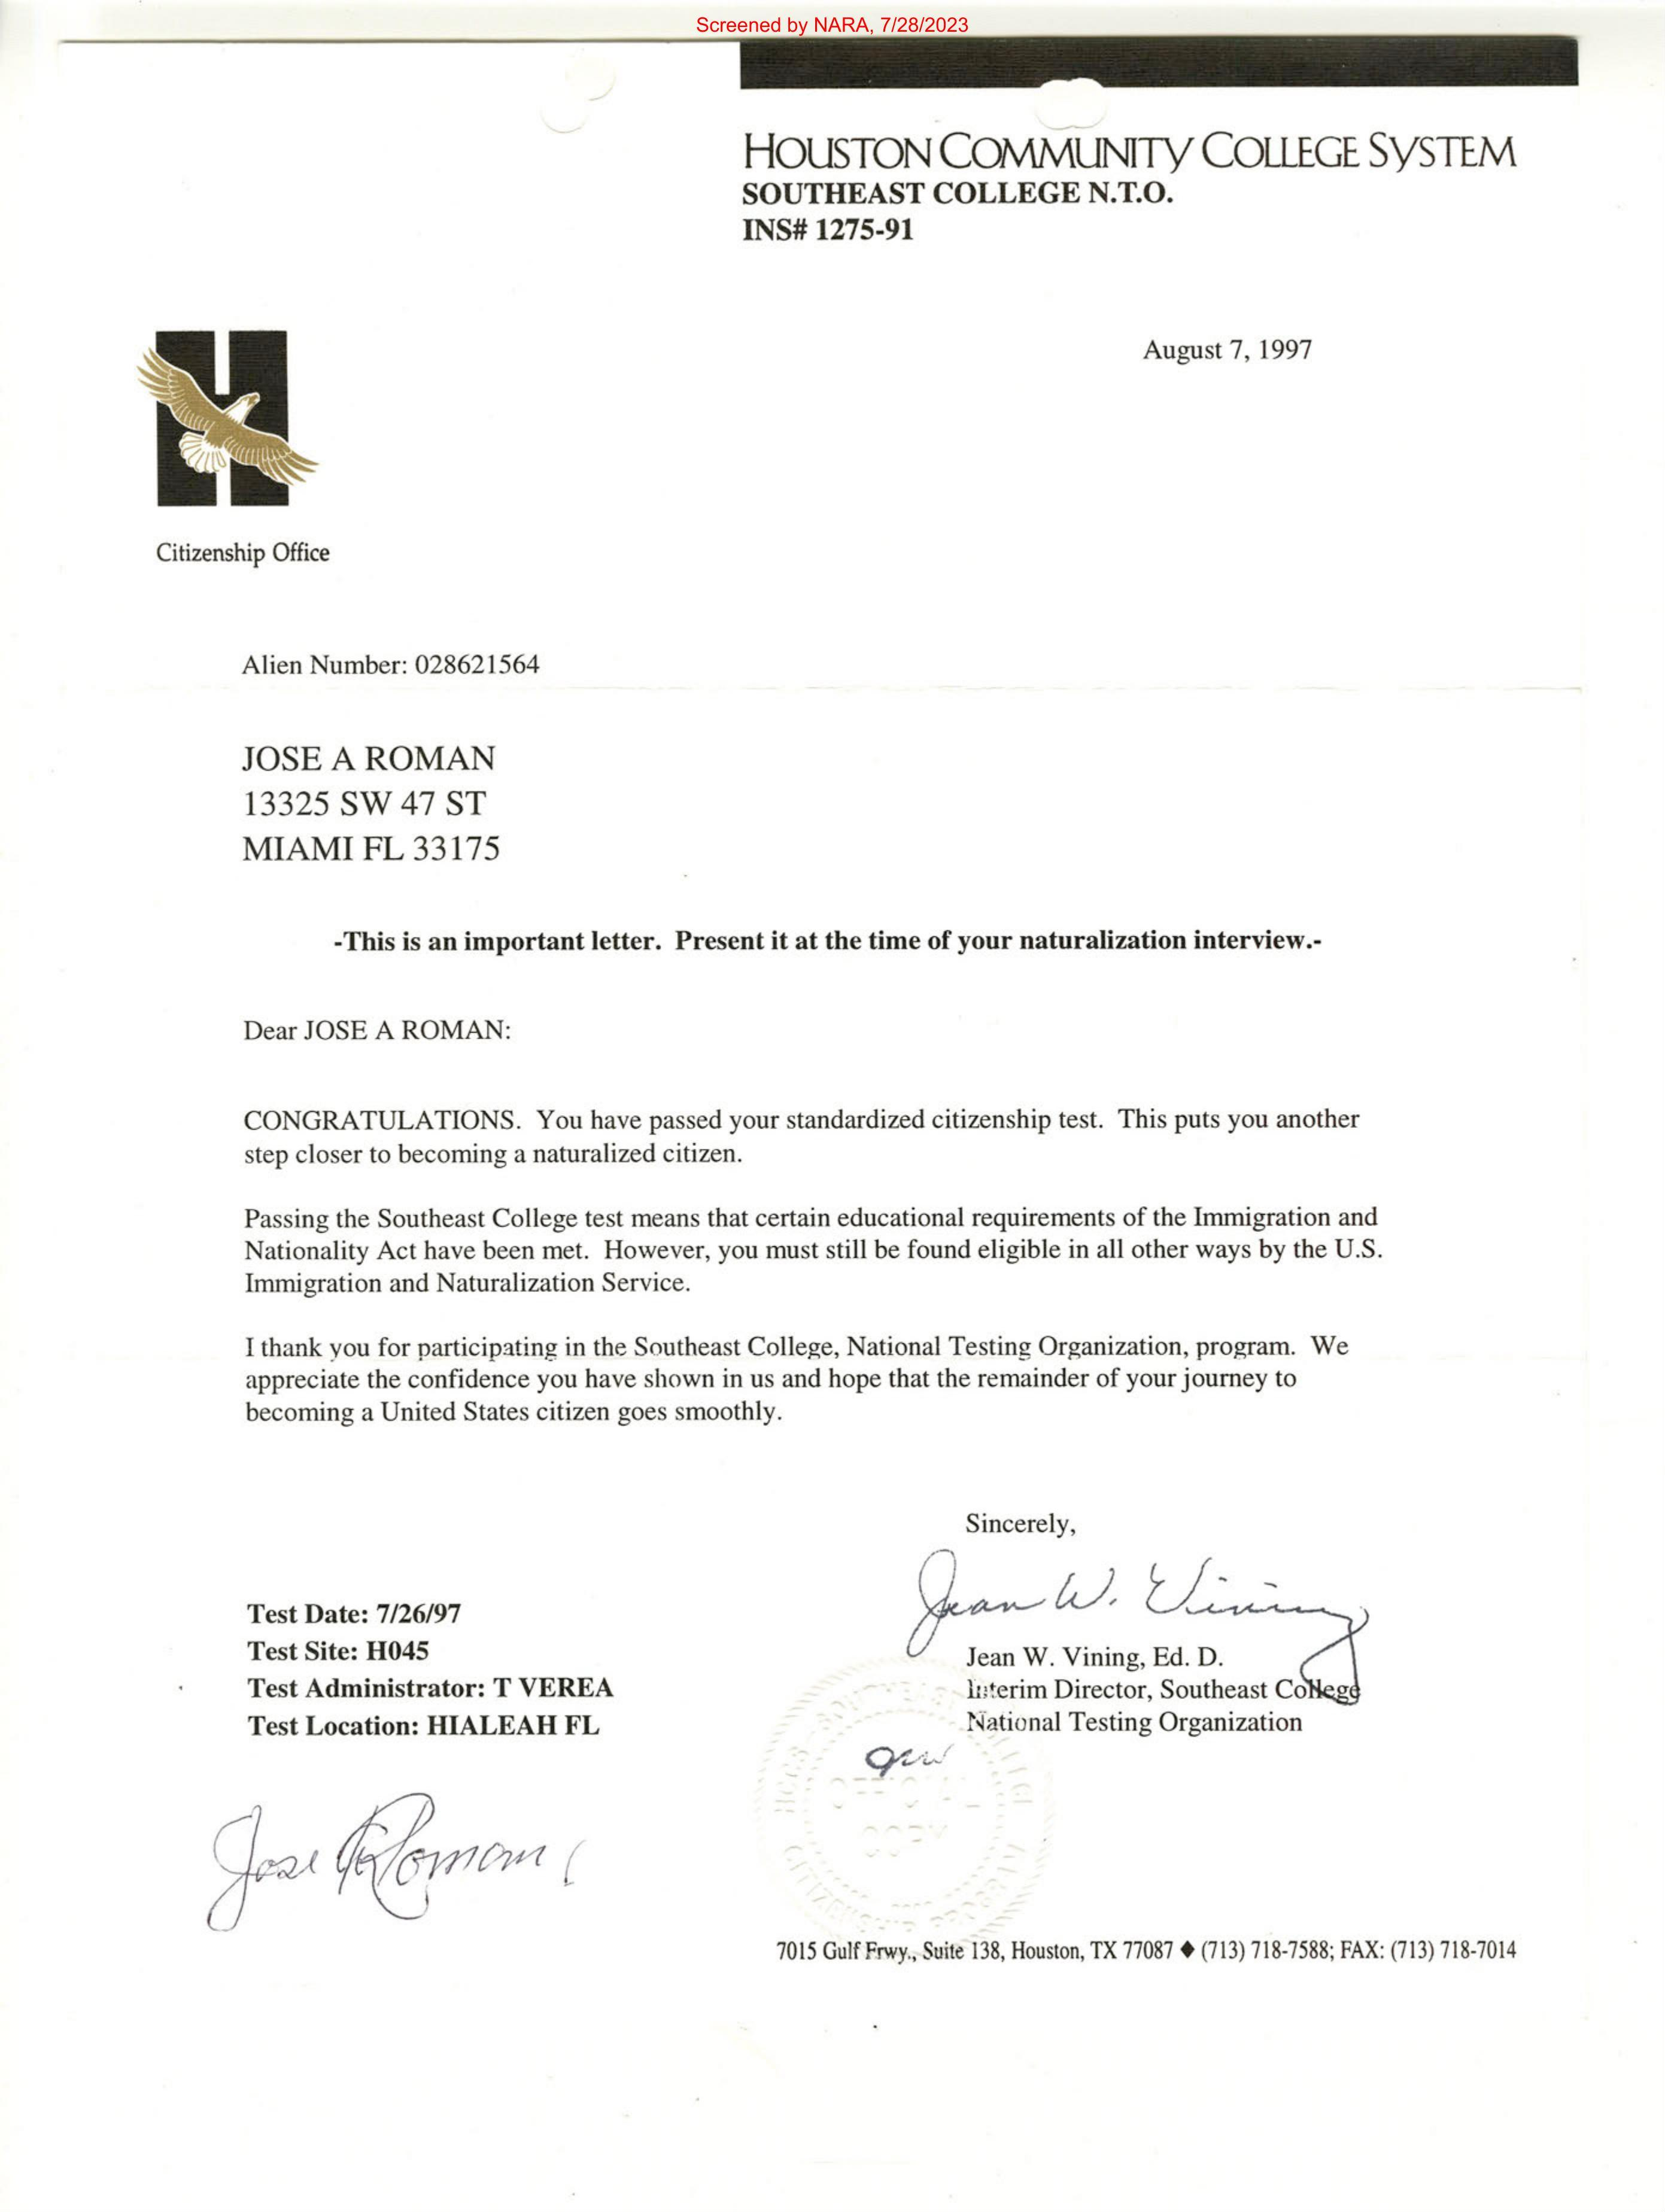 Screened by NARA, 7/28/2023
HOUSTON COMMUNITY COLLEGE SYSTEM
SOUTHEAST COLLEGE N.T.O.
INS# 1275-91
August 7, 1997
Citizenship Office
Alien Number: 028621564
JOSE A ROMAN
13325 SW 47 ST
MIAMI FL 33175
-This is an important letter.  Present it at the time of your naturalization interview.-
Dear JOSE A ROMAN:
CONGRATULATIONS.  You have passed your standardized citizenship test.  This puts you another
step closer to becoming a naturalized citizen.
Passing the Southeast College test means that certain educational requirements of the Immigration and
Nationality Act have been met.  However, you must still be found eligible in all other ways by the U.S.
Immigration and Naturalization Service.
I thank you for participating in the Southeast College, National Testing Organization, program.  We
appreciate the confidence you have shown in us and hope that the remainder of your journey to
becoming a United States citizen goes smoothly.
Sincerely,
Jean W. Vining
Jean W. Vining, Ed. D.
Interim Director, Southeast College
National Testing Organization
Test Date: 7/26/97
Test Site: H045
Test Administrator: T VEREA
Test Location: HIALEAH FL
OFFICIAL
COPY
Jose A Roman
7015 Gulf Frwy., Suite 138, Houston, TX 77087 ♦ (713) 718-7588; FAX: (713) 718-7014